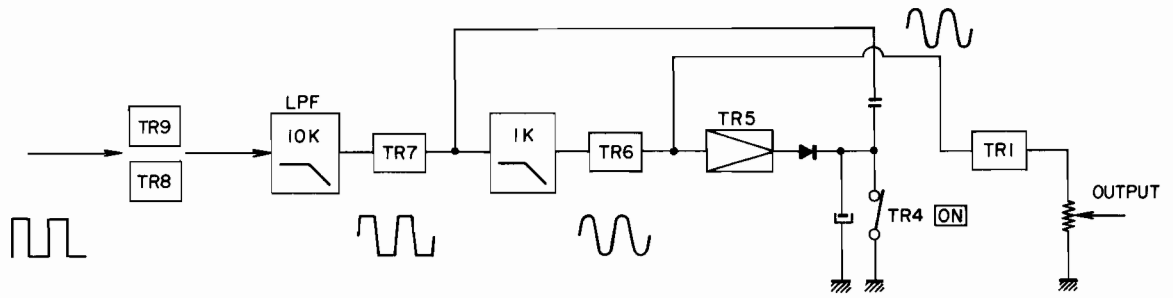 LPF
TR9
TR8
10K
TR7
1K
TR6
TR5
TR4 ON
TR1
OUTPUT